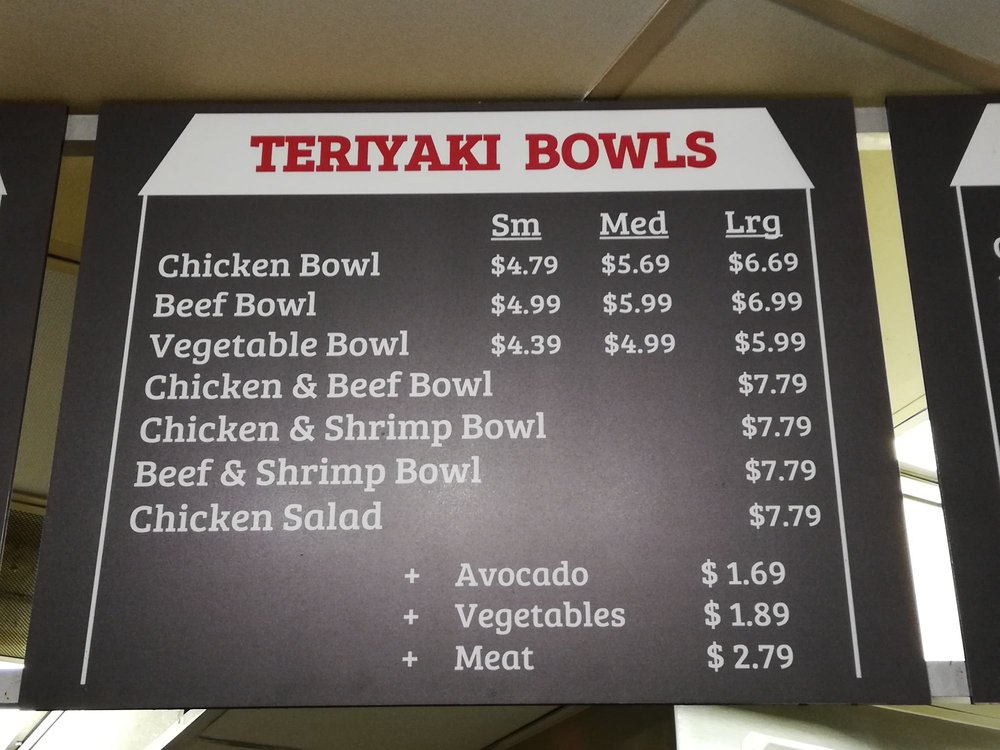 TERIYAKI BOWLS
Sm Med Lrg
Chicken Bowl $4.79 $5.69 $6.69
Beef Bowl $4.99 $5.99 $6.99
Vegetable Bowl $4.39 $4.99 $5.99
Chicken & Beef Bowl $7.79
Chicken & Shrimp Bowl $7.79
Beef & Shrimp Bowl $7.79
Chicken Salad $7.79
+ Avocado $ 1.69
+ Vegetables $ 1.89
+ Meat $ 2.79